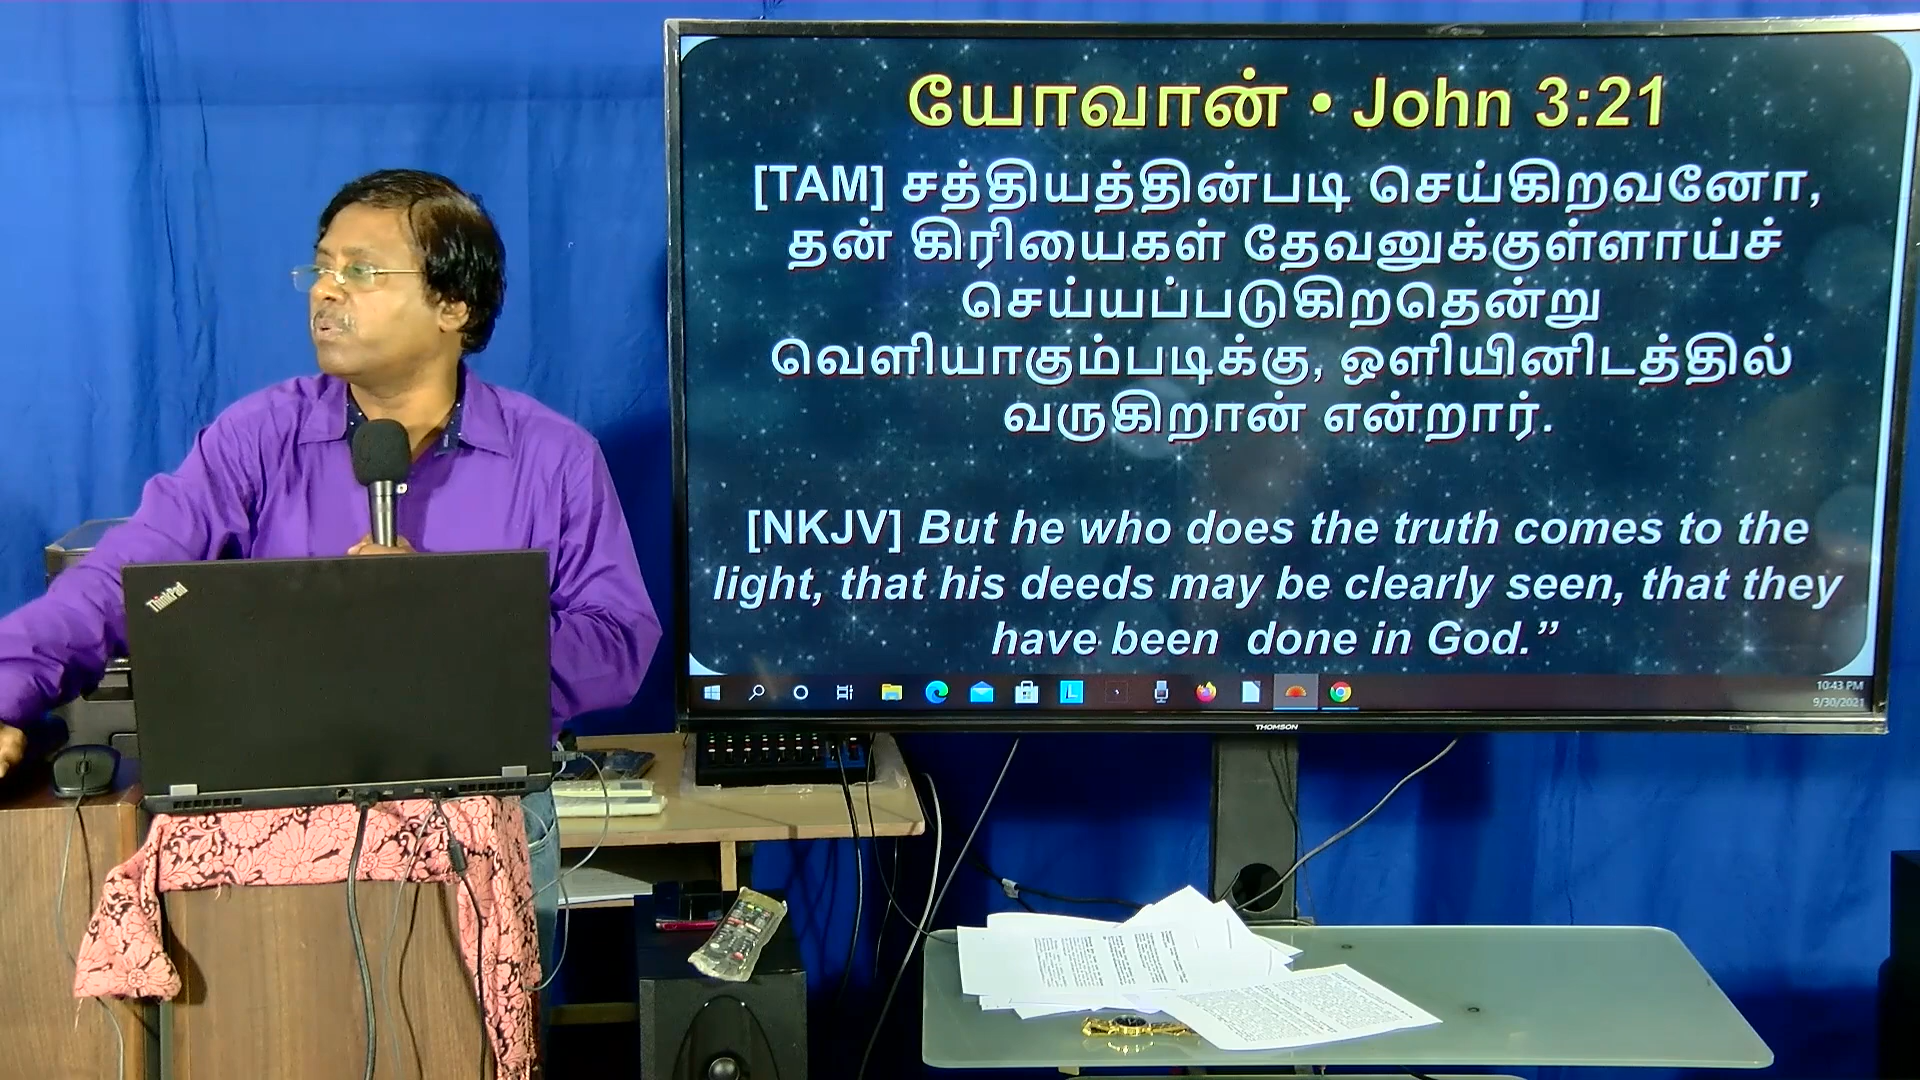 யோவான் • John 3:21
[TAM] சத்தியத்தின்படி செய்கிறவனோ,
தன் கிரியைகள் தேவனுக்குள்ளாய்ச்
செய்யப்படுகிறதென்று
வெளியாகும்படிக்கு, ஒளியினிடத்தில்
வருகிறான் என்றார்.
[NKJV] But he who does the truth comes to the
light, that his deeds may be clearly seen, that they
have been done in God.”
10:43 PM
9/30/2021
THOMSON
ThinkPad